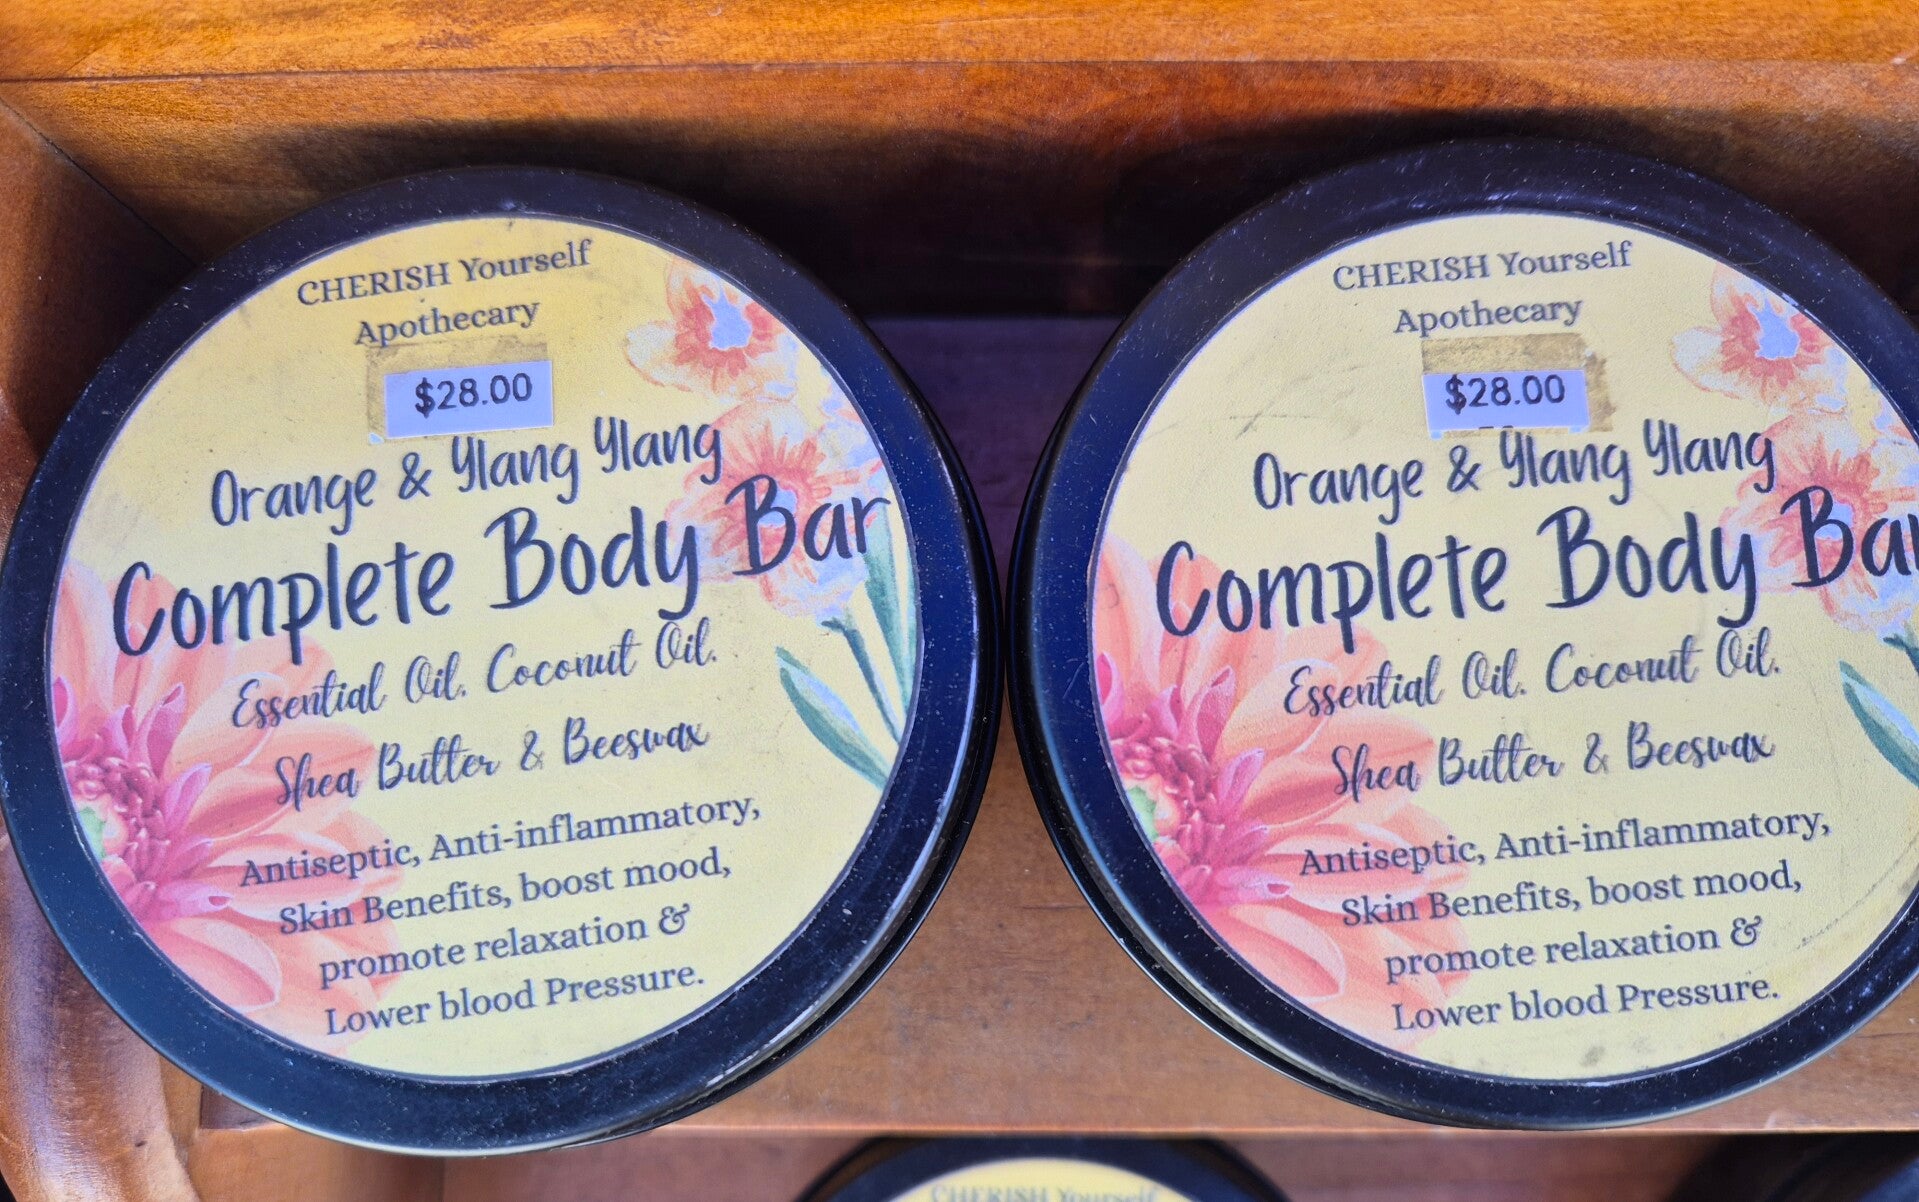 CHERISH Yourself
Apothecary
$28.00
Orange & Ylang Ylang
Complete Body Bar
Essential Oil. Coconut Oil.
Shea Butter & Beeswax
Antiseptic, Anti-inflammatory,
Skin Benefits, boost mood,
promote relaxation &
Lower blood Pressure.
CHERISH Yourself
Apothecary
$28.00
Orange & Ylang Ylang
Complete Body Bar
Essential Oil. Coconut Oil.
Shea Butter & Beeswax
Antiseptic, Anti-inflammatory,
Skin Benefits, boost mood,
promote relaxation &
Lower blood Pressure.
CHERISH Yourself